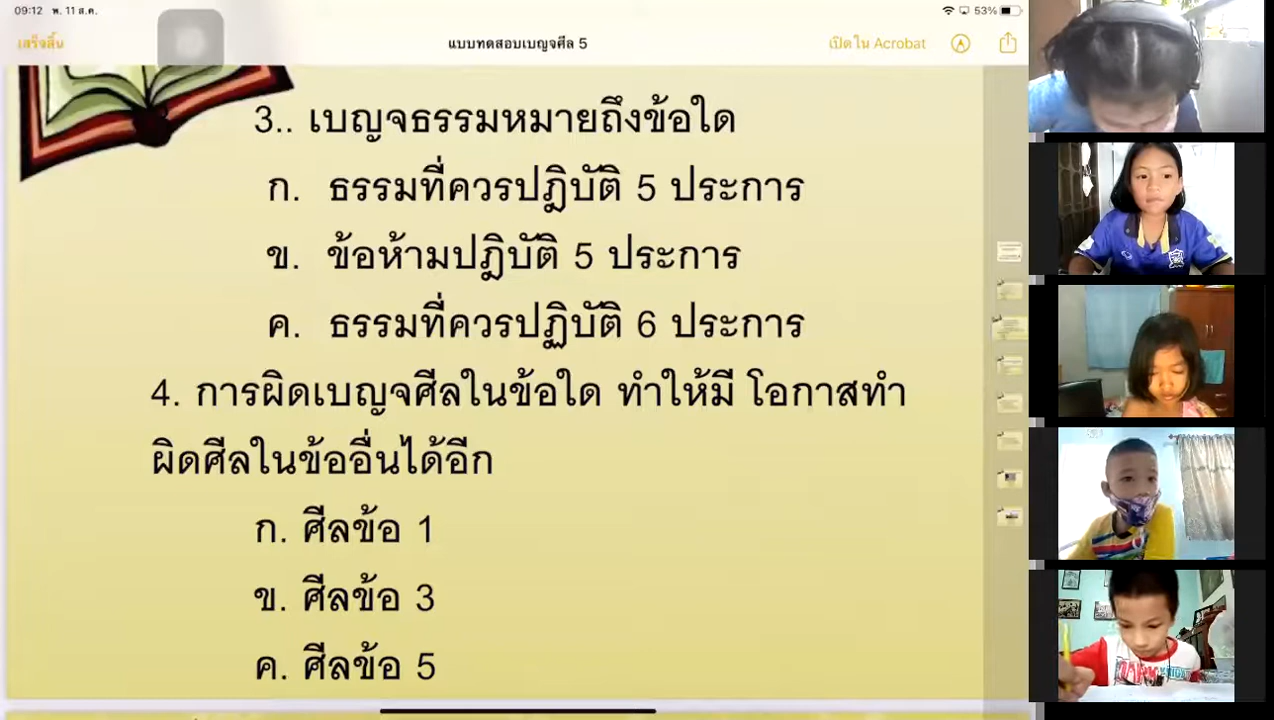 09:12 พ. 11 ส.ค.
53%
เสร็จสิ้น
แบบทดสอบเบญจศีล 5
เปิดใน Acrobat
3.. เบญจธรรมหมายถึงข้อใด
ก. ธรรมที่ควรปฎิบัติ 5 ประการ
ข. ข้อห้ามปฎิบัติ 5 ประการ
ค. ธรรมที่ควรปฏิบัติ 6 ประการ
4. การผิดเบญจศีลในข้อใด ทำให้มี โอกาสทำ
ผิดศีลในข้ออื่นได้อีก
ก. ศีลข้อ 1
ข. ศีลข้อ 3
ค. ศีลข้อ 5